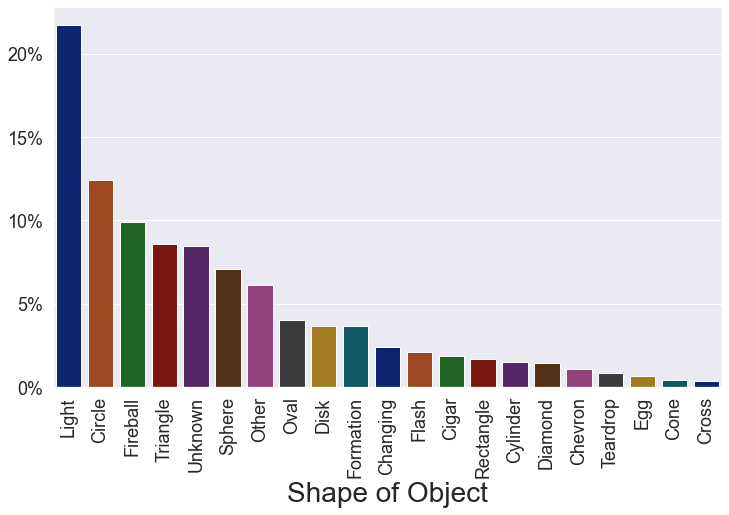 20%
15%
10%
5%
0%
Light
Circle
Fireball
Triangle
Unknown
Sphere
Other
Oval
Disk
Formation
Changing
Flash
Cigar
Rectangle
Cylinder
Diamond
Chevron
Teardrop
Egg
Cone
Cross
Shape of Object